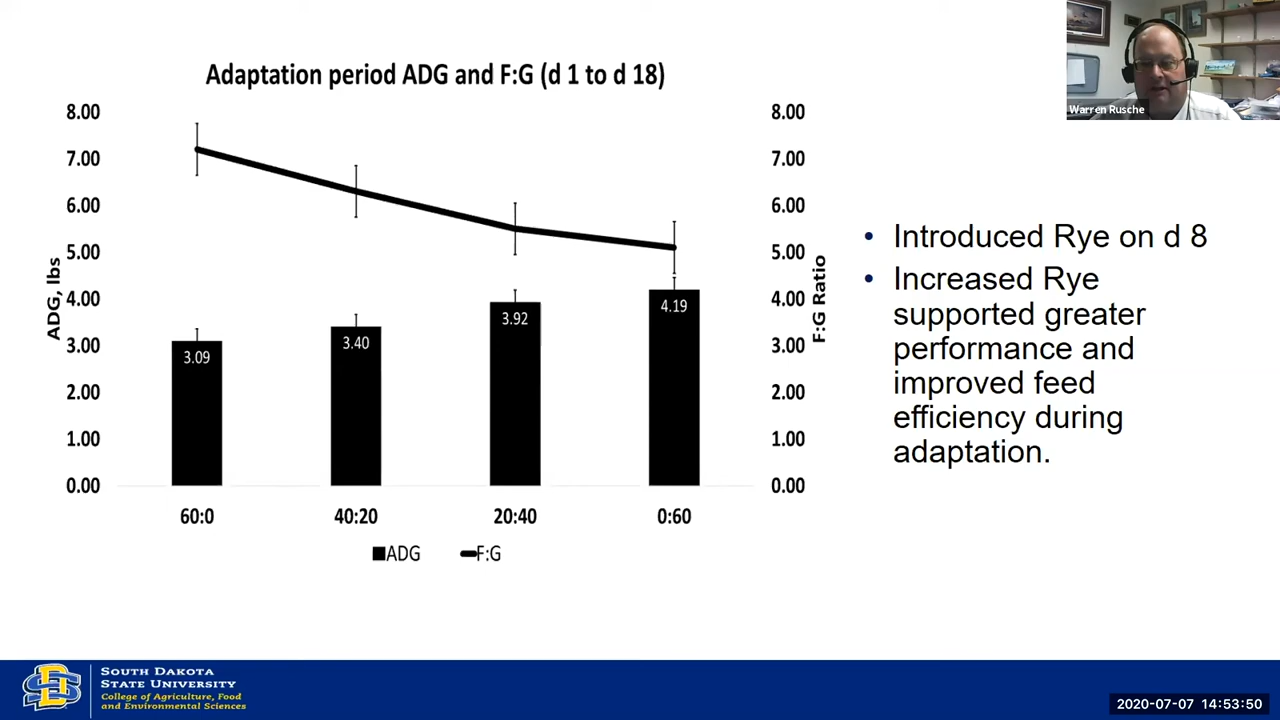 Warren Rusche
Adaptation period ADG and F:G (d 1 to d 18)
8.00
7.00
6.00
5.00
4.00
3.00
2.00
1.00
0.00
ADG, lbs
3.09
3.40
3.92
4.19
60:0
40:20
20:40
0:60
8.00
7.00
6.00
5.00
4.00
3.00
2.00
1.00
0.00
F:G Ratio
ADG
F:G
• Introduced Rye on d 8
• Increased Rye
supported greater
performance and
improved feed
efficiency during
adaptation.
SOUTH DAKOTA
STATE UNIVERSITY
College of Agriculture, Food
and Environmental Sciences
2020-07-07 14:53:50